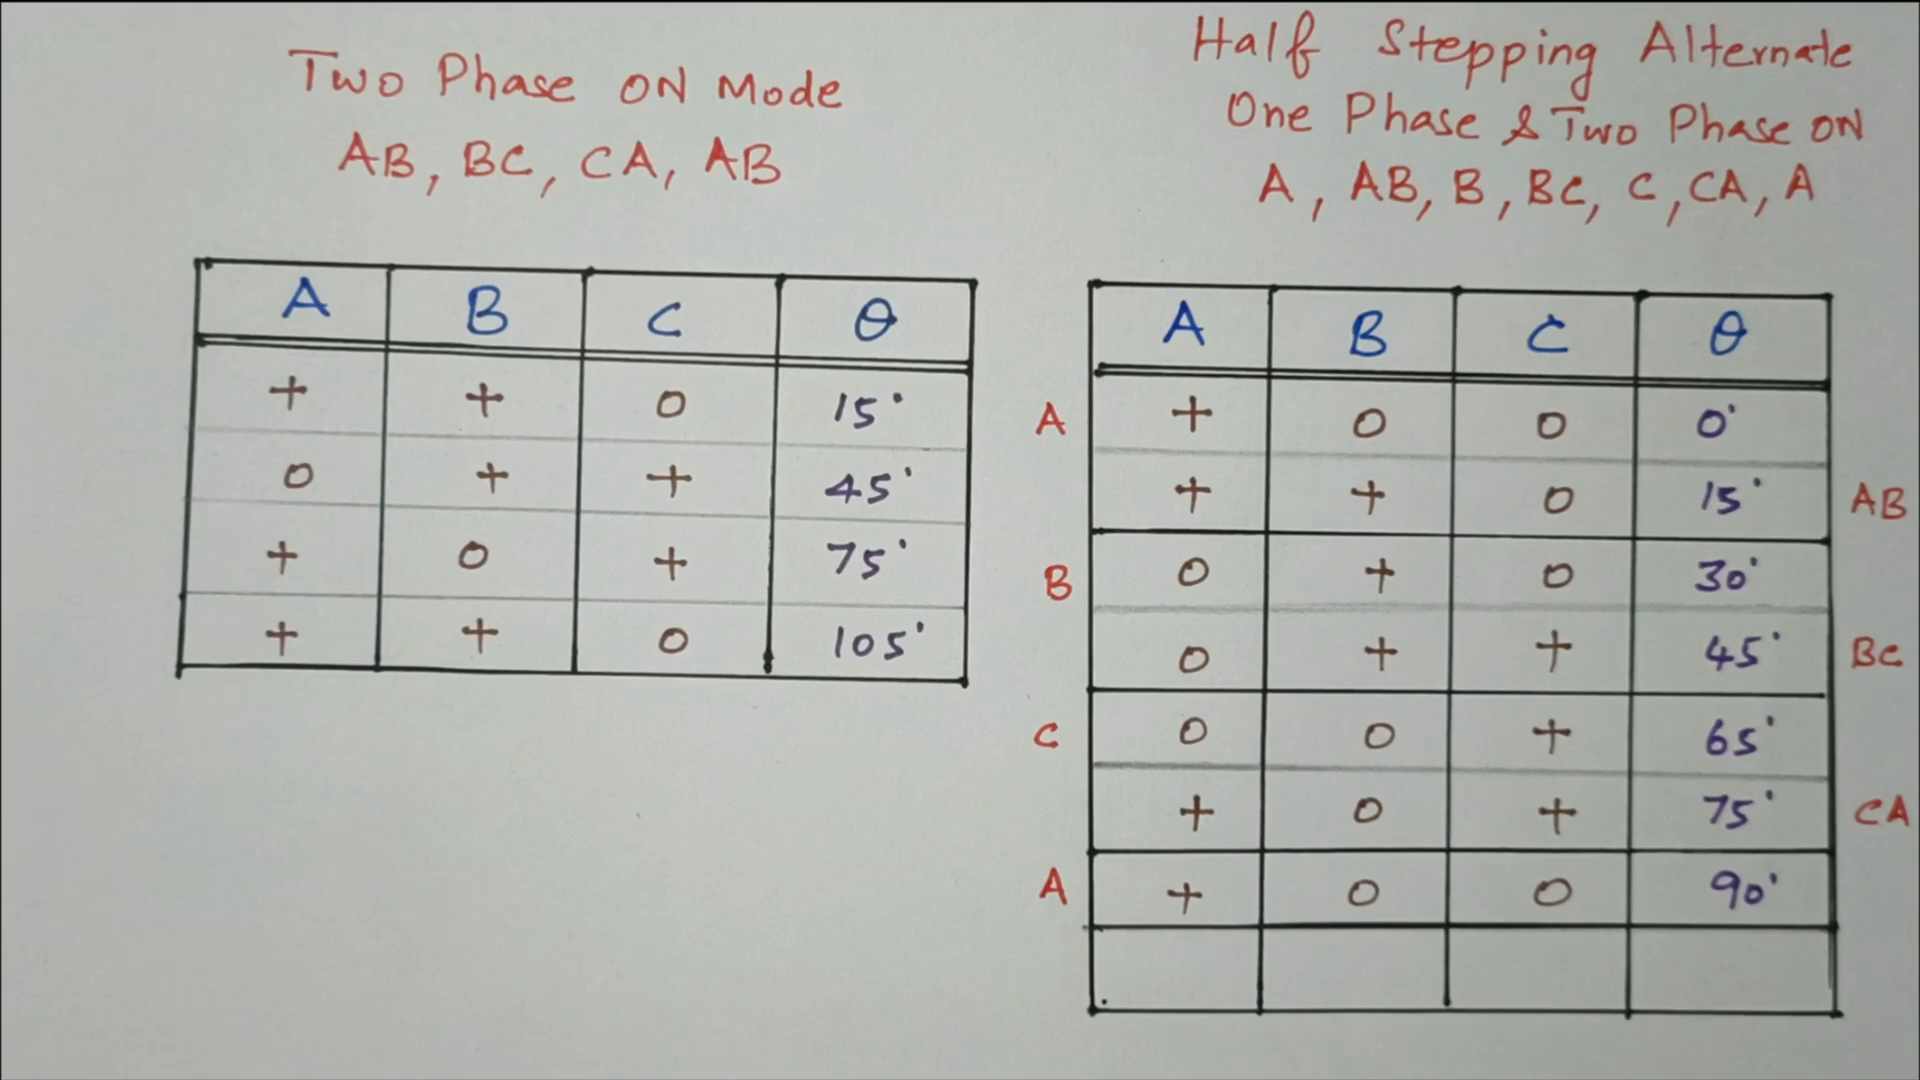 Two Phase ON Mode
AB, BC, CA, AB
A B C θ
+ + 0 15°
0 + + 45°
+ 0 + 75°
+ + 0 105°
Half Stepping Alternate
One Phase & Two Phase ON
A, AB, B, BC, C, CA, A
A B C θ
A + 0 0 0°
+ + 0 15° AB
B 0 + 0 30°
0 + + 45° BC
C 0 0 + 65°
+ 0 + 75° CA
A + 0 0 90°